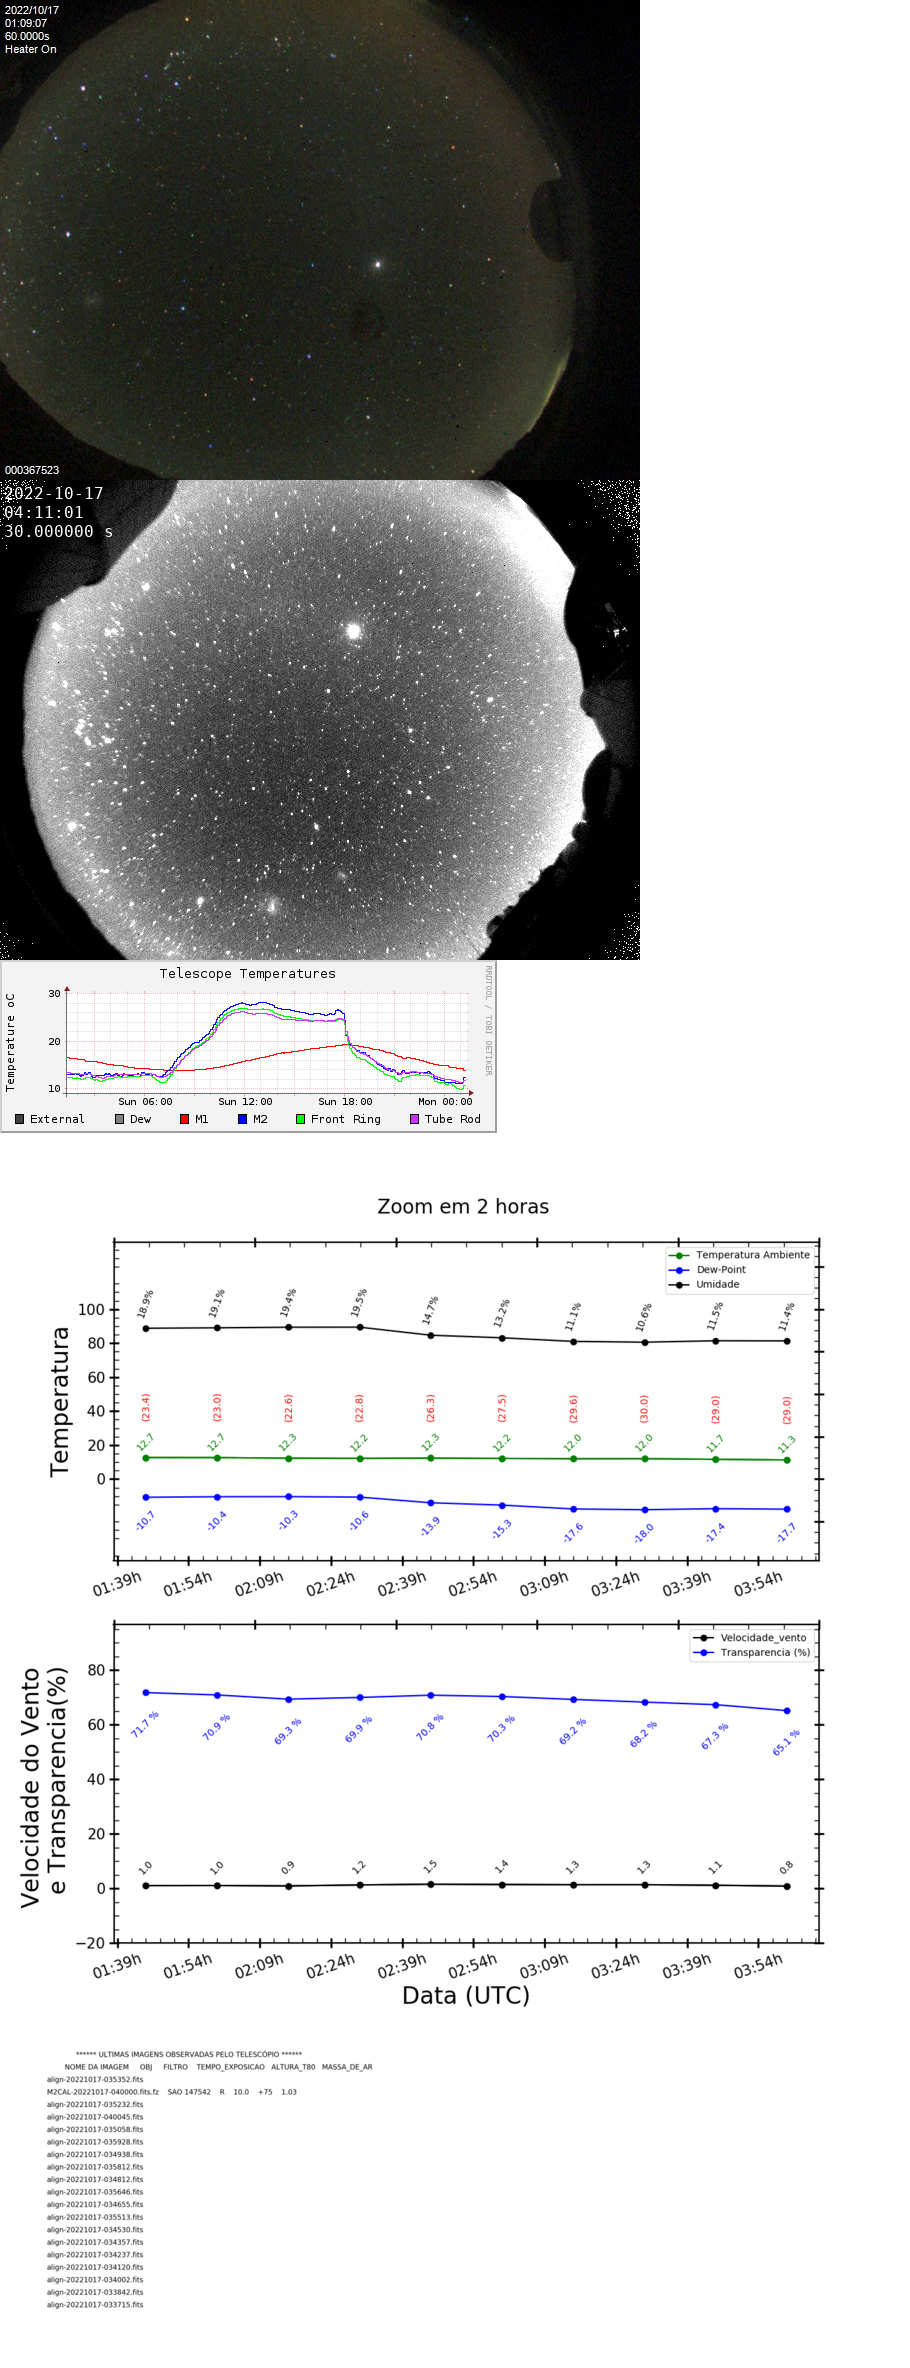 2022/10/17
01:09:07
60.0000s
Heater On
000367523
2022-10-17
04:11:01
30.000000 s
Telescope Temperatures
RRDTOOL / TOBI OETIKER
Temperature oC
30
20
10
Sun 06:00 Sun 12:00 Sun 18:00 Mon 00:00
External Dew M1 M2 Front Ring Tube Rod
Zoom em 2 horas
Temperatura Ambiente
Dew-Point
Umidade
Temperatura
100
80
60
40
20
0
18.9% 19.1% 19.4% 19.5% 14.7% 13.2% 11.1% 10.6% 11.5% 11.4%
(23.4) (23.0) (22.6) (22.8) (26.3) (27.5) (29.6) (30.0) (29.0) (29.0)
12.7 12.7 12.3 12.2 12.3 12.2 12.0 12.0 11.7 11.3
-10.7 -10.4 -10.3 -10.6 -13.9 -15.3 -17.6 -18.0 -17.4 -17.7
01:39h 01:54h 02:09h 02:24h 02:39h 02:54h 03:09h 03:24h 03:39h 03:54h
Velocidade_vento
Transparencia (%)
Velocidade do Vento
e Transparencia(%)
80
60
40
20
0
−20
71.7 % 70.9 % 69.3 % 69.9 % 70.8 % 70.3 % 69.2 % 68.2 % 67.3 % 65.1 %
1.0 1.0 0.9 1.2 1.5 1.4 1.3 1.3 1.1 0.8
01:39h 01:54h 02:09h 02:24h 02:39h 02:54h 03:09h 03:24h 03:39h 03:54h
Data (UTC)
****** ULTIMAS IMAGENS OBSERVADAS PELO TELESCÓPIO ******
NOME DA IMAGEM OBJ FILTRO TEMPO_EXPOSICAO ALTURA_T80 MASSA_DE_AR
align-20221017-035352.fits
M2CAL-20221017-040000.fits.fz SAO 147542 R 10.0 +75 1.03
align-20221017-035232.fits
align-20221017-040045.fits
align-20221017-035058.fits
align-20221017-035928.fits
align-20221017-034938.fits
align-20221017-035812.fits
align-20221017-034812.fits
align-20221017-035646.fits
align-20221017-034655.fits
align-20221017-035513.fits
align-20221017-034530.fits
align-20221017-034357.fits
align-20221017-034237.fits
align-20221017-034120.fits
align-20221017-034002.fits
align-20221017-033842.fits
align-20221017-033715.fits